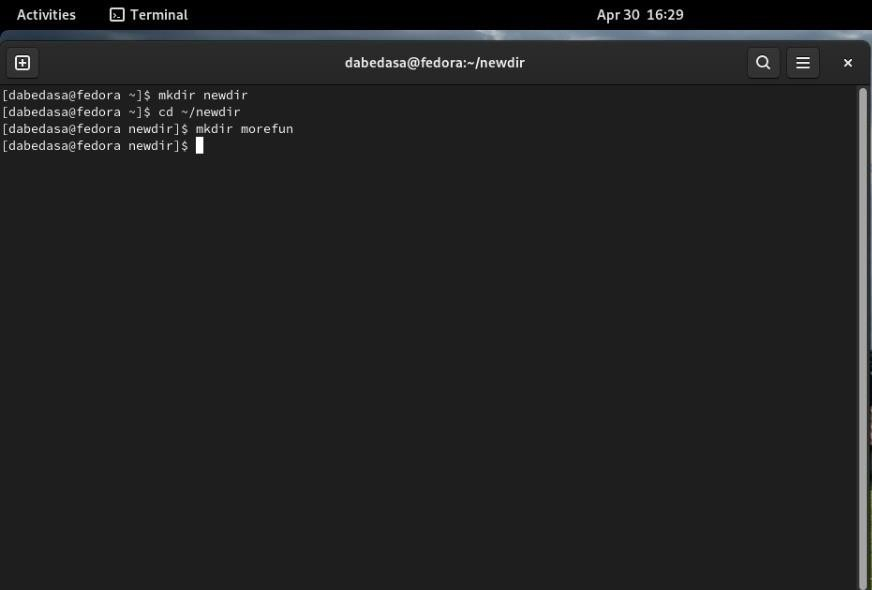 Activities Terminal Apr 30 16:29
dabedasa@fedora:~/newdir
[dabedasa@fedora ~]$ mkdir newdir
[dabedasa@fedora ~]$ cd ~/newdir
[dabedasa@fedora newdir]$ mkdir morefun
[dabedasa@fedora newdir]$